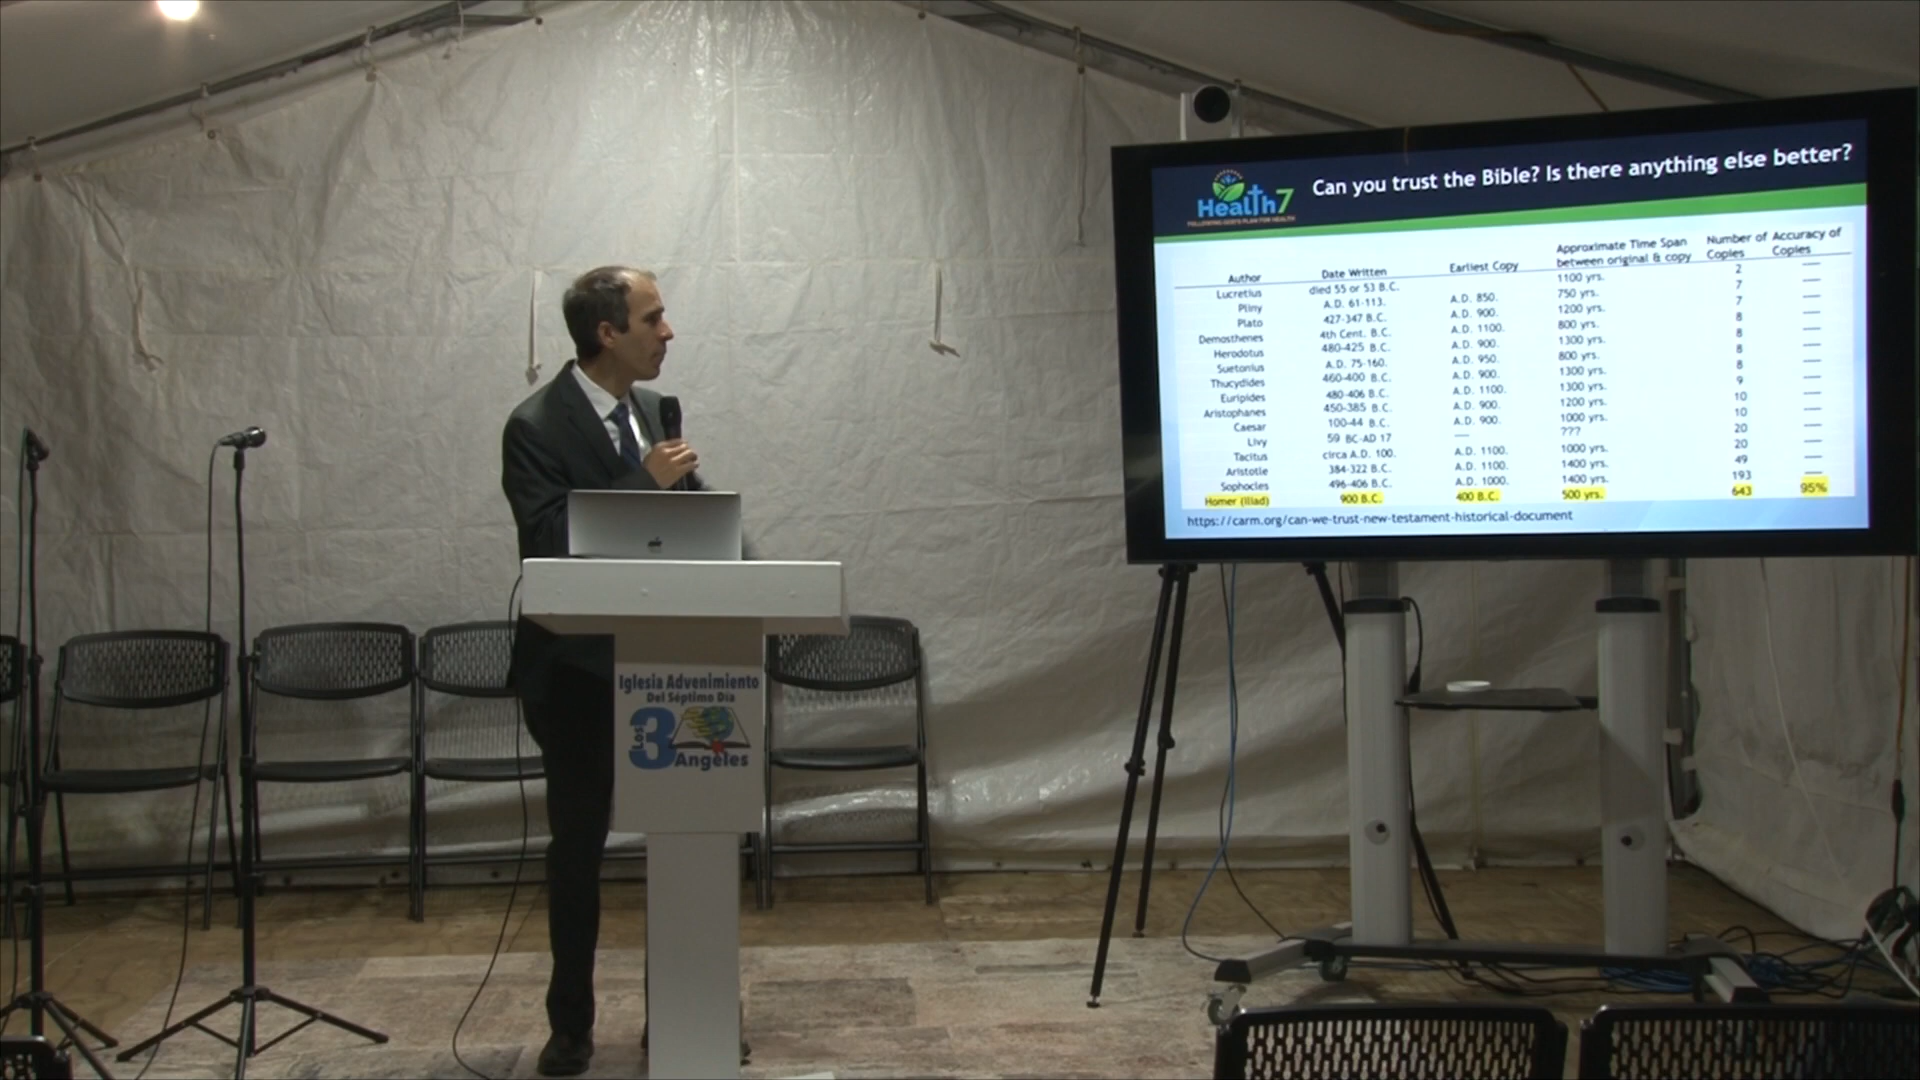 Health7
FOLLOWING GOD'S PLAN FOR HEALTH
Can you trust the Bible? Is there anything else better?
Author Date Written Earliest Copy Approximate Time Span between original & copy Number of Copies Accuracy of Copies
Lucretius died 55 or 53 B.C. 1100 yrs. 2 —
Pliny A.D. 61-113. A.D. 850. 750 yrs. 7 —
Plato 427-347 B.C. A.D. 900. 1200 yrs. 7 —
Demosthenes 4th Cent. B.C. A.D. 1100. 800 yrs. 8 —
Herodotus 480-425 B.C. A.D. 900. 1300 yrs. 8 —
Suetonius A.D. 75-160. A.D. 950. 800 yrs. 8 —
Thucydides 460-400 B.C. A.D. 900. 1300 yrs. 8 —
Euripides 480-406 B.C. A.D. 1100. 1300 yrs. 9 —
Aristophanes 450-385 B.C. A.D. 900. 1200 yrs. 10 —
Caesar 100-44 B.C. A.D. 900. 1000 yrs. 10 —
Livy 59 BC-AD 17 — ??? 20 —
Tacitus circa A.D. 100. A.D. 1100. 1000 yrs. 20 —
Aristotle 384-322 B.C. A.D. 1100. 1400 yrs. 49 —
Sophocles 496-406 B.C. A.D. 1000. 1400 yrs. 193 —
Homer (Iliad) 900 B.C. 400 B.C. 500 yrs. 643 95%
https://carm.org/can-we-trust-new-testament-historical-document
Iglesia Advenimiento
Del Séptimo Día
Los 3
Angeles